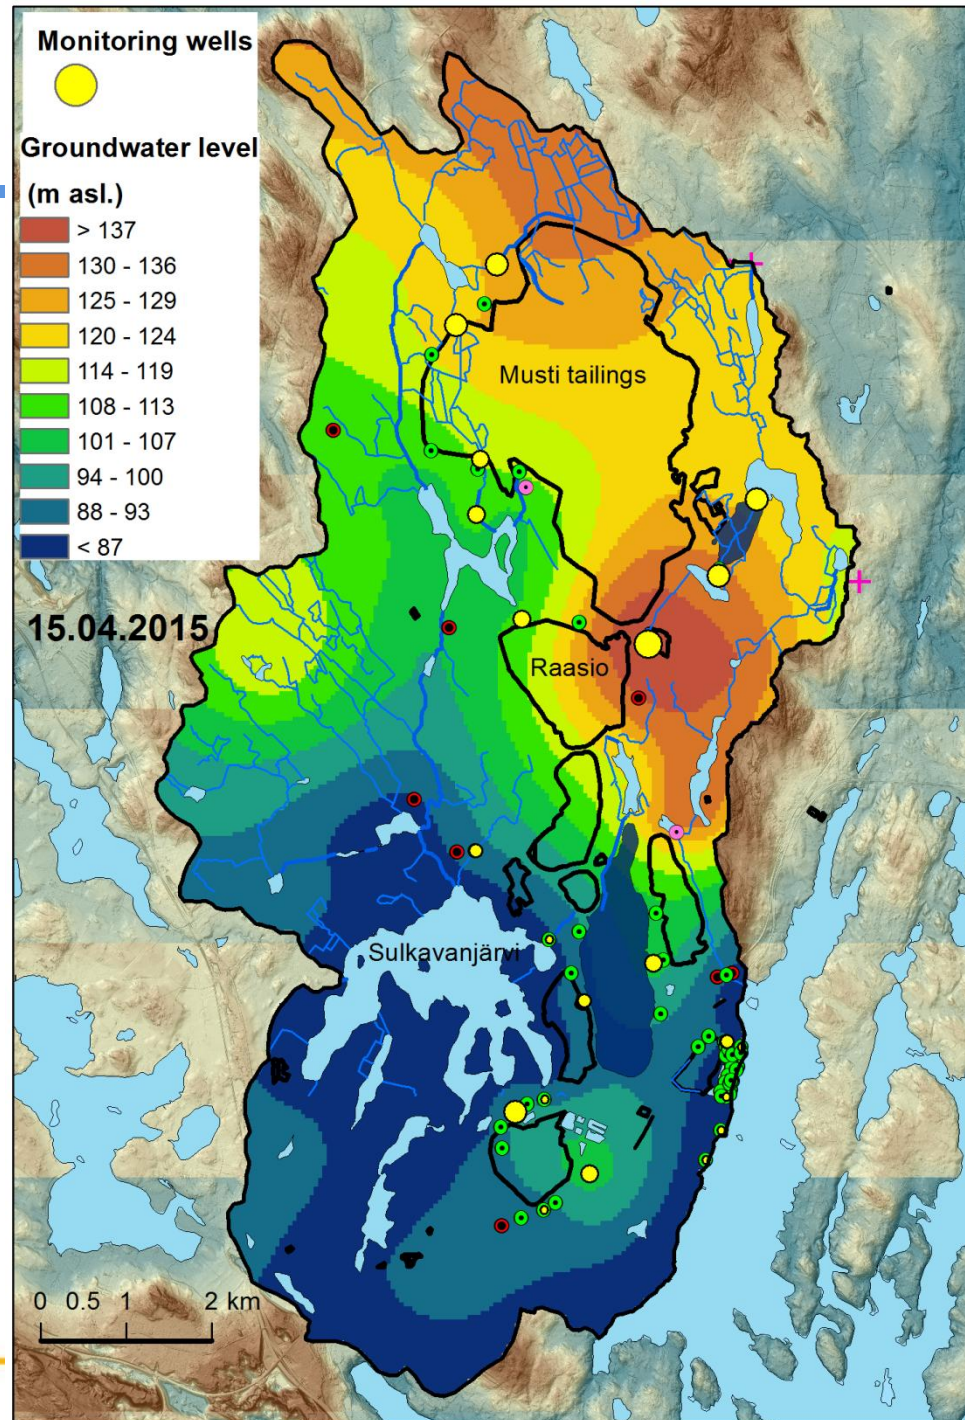 Monitoring wells
Groundwater level
(m asl.)
> 137
130 - 136
125 - 129
120 - 124
114 - 119
108 - 113
101 - 107
94 - 100
88 - 93
< 87
Musti tailings
15.04.2015
Raasio
Sulkavanjärvi
0 0.5 1 2 km